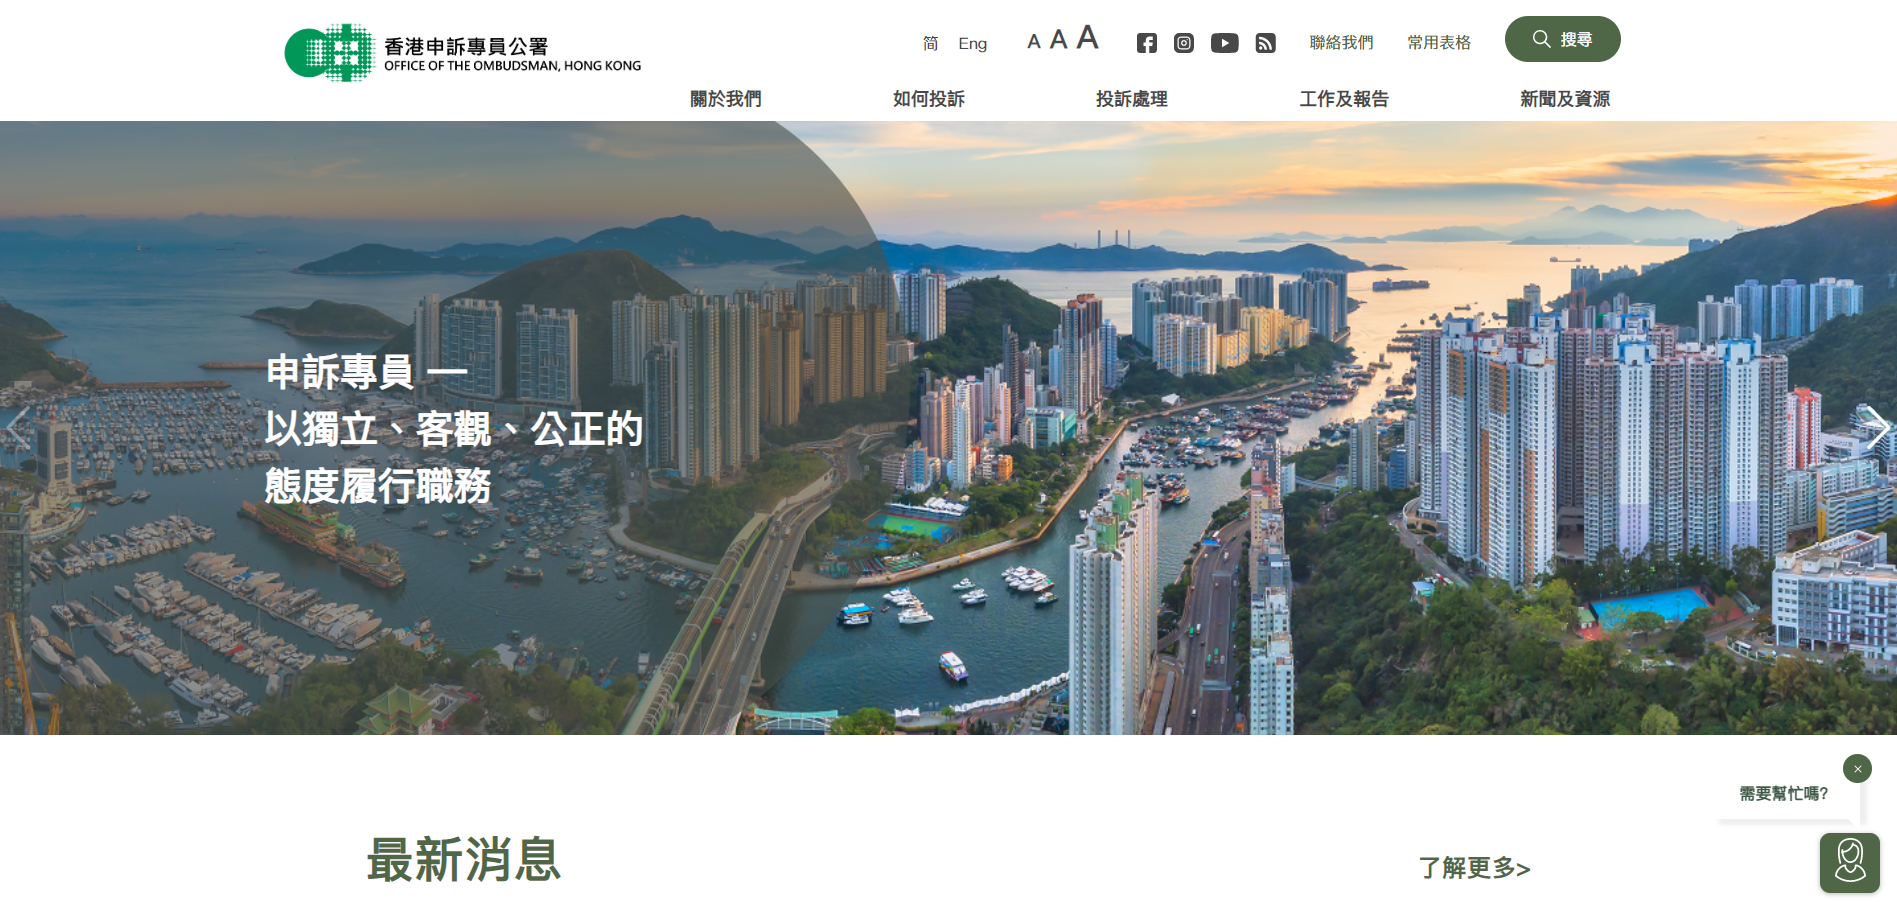 香港申訴專員公署
OFFICE OF THE OMBUDSMAN, HONG KONG
简 Eng A A A 聯絡我們 常用表格 搜尋
關於我們 如何投訴 投訴處理 工作及報告 新聞及資源
申訴專員 —
以獨立、客觀、公正的
態度履行職務
需要幫忙嗎?
最新消息 了解更多>